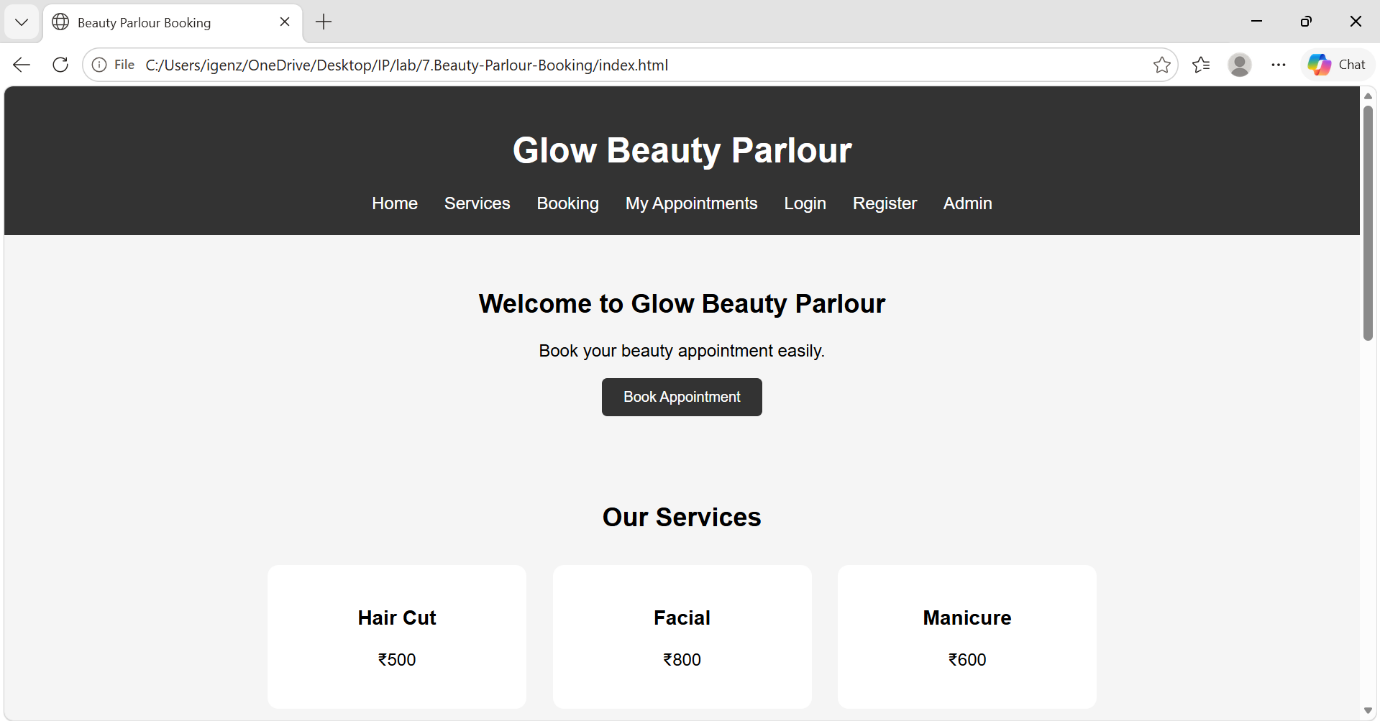 Beauty Parlour Booking
File C:/Users/igenz/OneDrive/Desktop/IP/lab/7.Beauty-Parlour-Booking/index.html
Chat
Glow Beauty Parlour
Home Services Booking My Appointments Login Register Admin
Welcome to Glow Beauty Parlour
Book your beauty appointment easily.
Book Appointment
Our Services
Hair Cut Facial Manicure
₹500 ₹800 ₹600